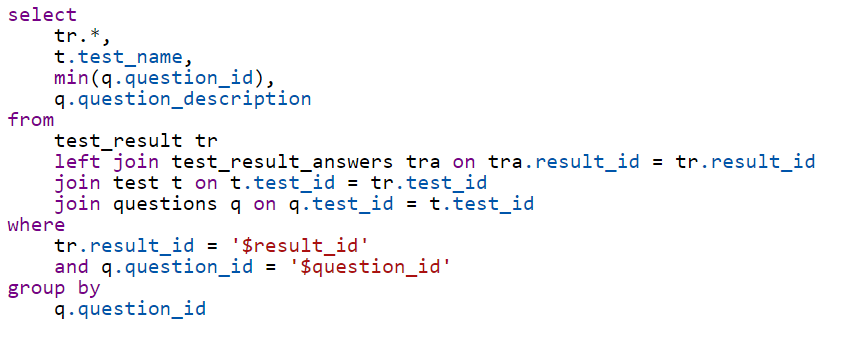 select
    tr.*,
    t.test_name,
    min(q.question_id),
    q.question_description
from
    test_result tr
    left join test_result_answers tra on tra.result_id = tr.result_id
    join test t on t.test_id = tr.test_id
    join questions q on q.test_id = t.test_id
where
    tr.result_id = '$result_id'
    and q.question_id = '$question_id'
group by
    q.question_id